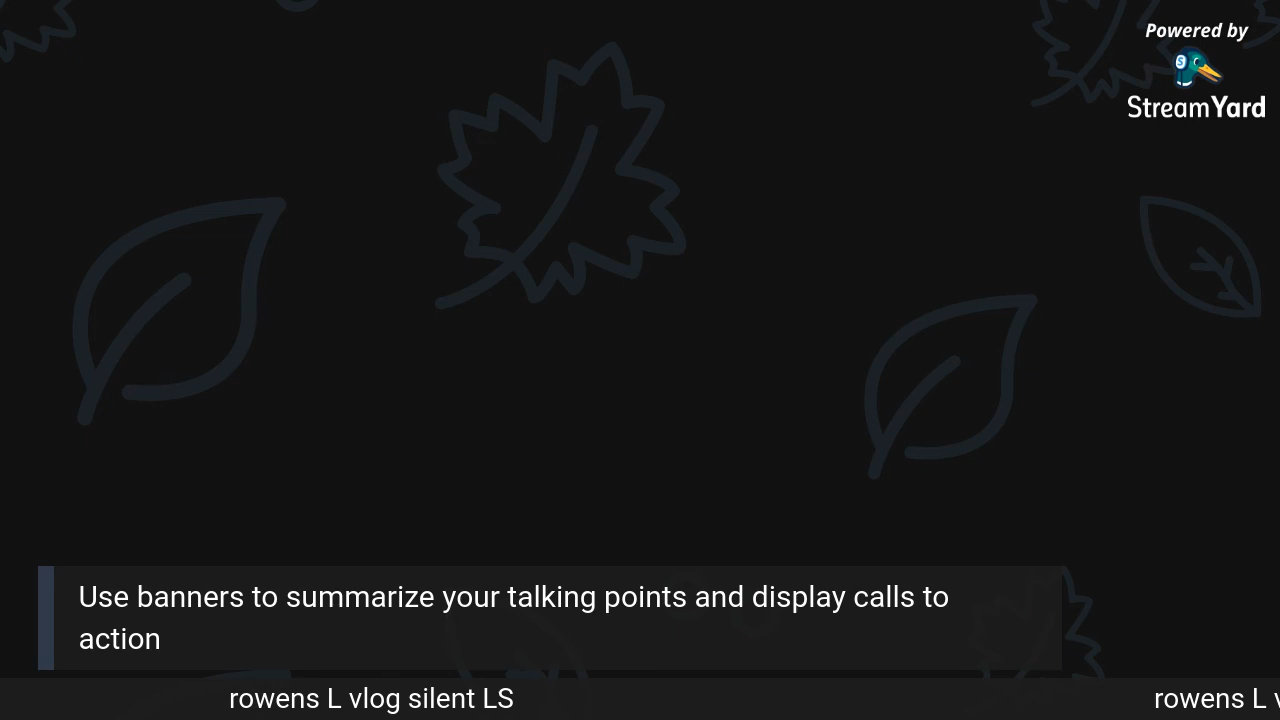 Powered by
StreamYard
Use banners to summarize your talking points and display calls to
action
rowens L vlog silent LS
rowens L